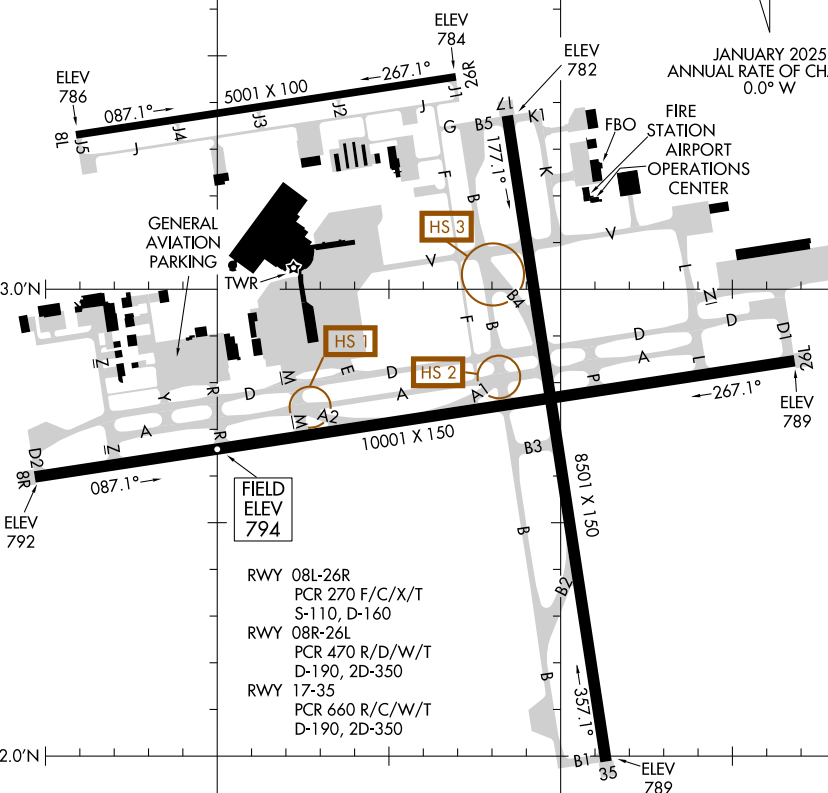 ELEV
784
JANUARY 2025
ANNUAL RATE OF CH
0.0° W
ELEV
782
ELEV
786
267.1°
26R
5001 X 100
087.1°
8L
J5
J4
J3
J2
J1
J
J
17
G
B5
K1
FBO
FIRE
STATION
AIRPORT
OPERATIONS
CENTER
177.1°
F
B
K
GENERAL
AVIATION
PARKING
HS 3
V
V
TWR
3.0'N
B4
L
N
D
D
D1
Z
HS 1
F
B
HS 2
M
E
D
A
A
L
26L
Y
R
D
A1
P
267.1°
ELEV
789
A2
M
A
R
Z
10001 X 150
D2
8R
087.1°
B3
8501 X 150
ELEV
792
FIELD
ELEV
794
B
B2
RWY 08L-26R
PCR 270 F/C/X/T
S-110, D-160
RWY 08R-26L
PCR 470 R/D/W/T
D-190, 2D-350
RWY 17-35
PCR 660 R/C/W/T
D-190, 2D-350
B
357.1°
2.0'N
B1
35
ELEV
789